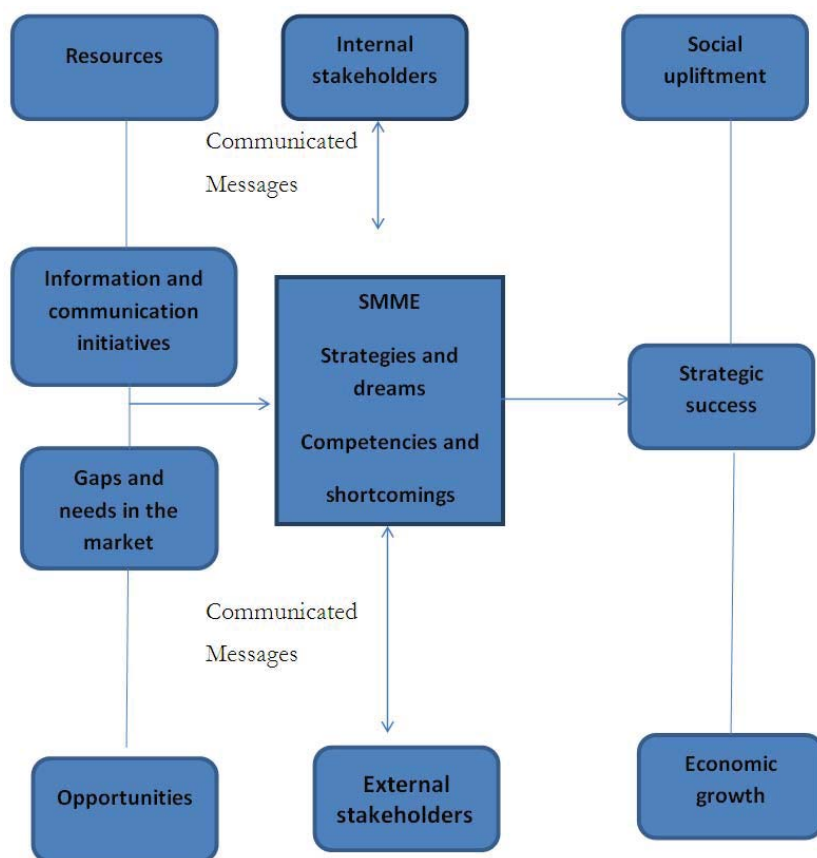 Resources
Internal
stakeholders
Social
upliftment
Communicated
Messages
Information and
communication
initiatives
SMME
Strategies and
dreams
Competencies and
shortcomings
Strategic
success
Gaps and
needs in the
market
Communicated
Messages
Opportunities
External
stakeholders
Economic
growth